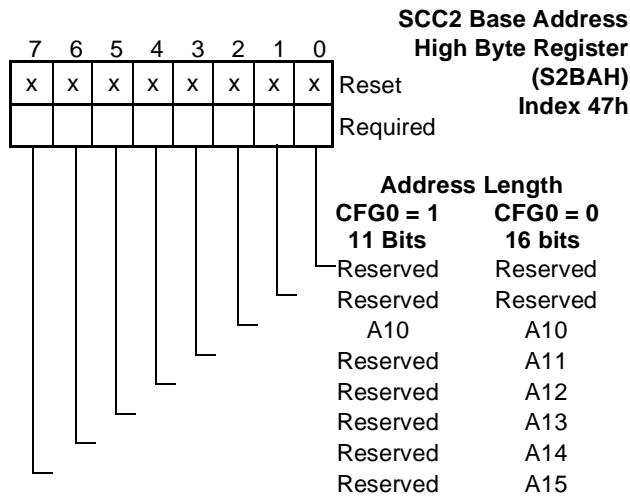 SCC2 Base Address
High Byte Register
(S2BAH)
Index 47h
7 6 5 4 3 2 1 0
x x x x x x x x Reset
Required
Address Length
CFG0 = 1 CFG0 = 0
11 Bits 16 bits
Reserved Reserved
Reserved Reserved
A10 A10
Reserved A11
Reserved A12
Reserved A13
Reserved A14
Reserved A15